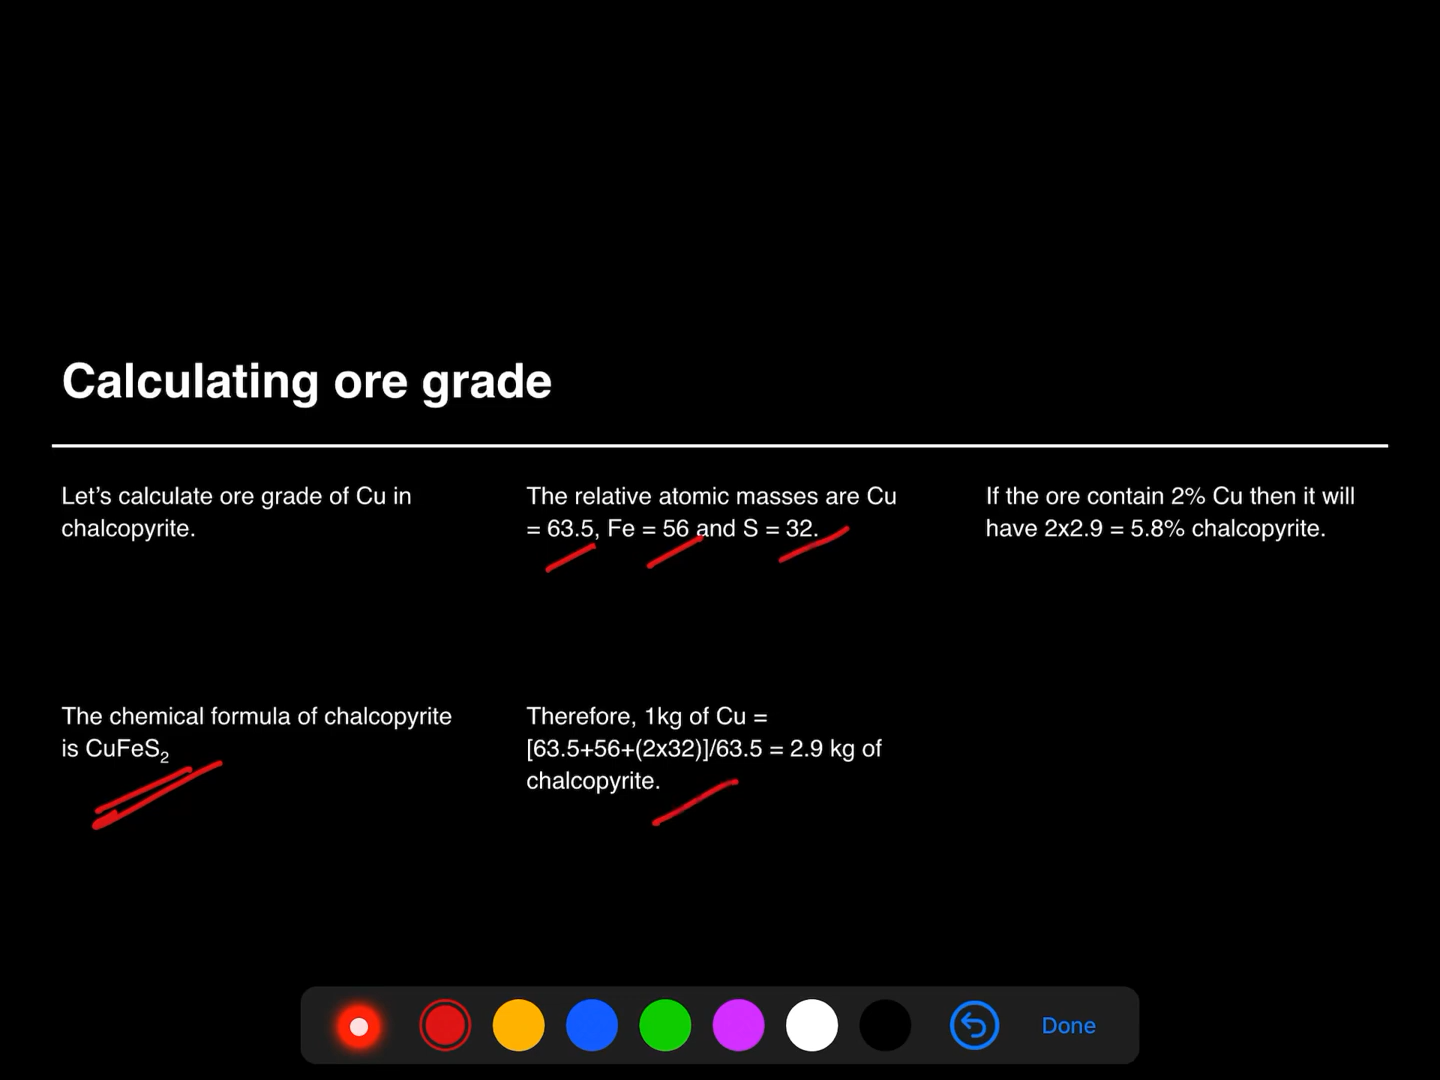 Calculating ore grade
Let’s calculate ore grade of Cu in
chalcopyrite.
The chemical formula of chalcopyrite
is CuFeS₂
The relative atomic masses are Cu
= 63.5, Fe = 56 and S = 32.
Therefore, 1kg of Cu =
[63.5+56+(2x32)]/63.5 = 2.9 kg of
chalcopyrite.
If the ore contain 2% Cu then it will
have 2x2.9 = 5.8% chalcopyrite.
Done